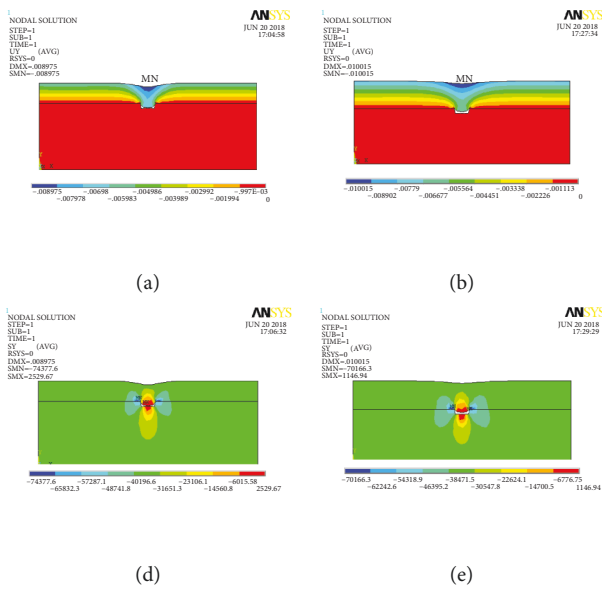 1
NODAL SOLUTION
STEP=1
SUB=1
TIME=1
UY (AVG)
RSYS=0
DMX=.008975
SMN=-.008975
ANSYS
JUN 20 2018
17:04:58
MN
-.008975 -.00698 -.004986 -.002992 -.997E-03
-.007978 -.005983 -.003989 -.001994 0
(a)
1
NODAL SOLUTION
STEP=1
SUB=1
TIME=1
UY (AVG)
RSYS=0
DMX=.010015
SMN=-.010015
ANSYS
JUN 20 2018
17:27:34
MN
-.010015 -.00779 -.005564 -.003338 -.001113
-.008902 -.006677 -.004451 -.002226 0
(b)
1
NODAL SOLUTION
STEP=1
SUB=1
TIME=1
SY (AVG)
RSYS=0
DMX=.008975
SMN=-74377.6
SMX=2529.67
ANSYS
JUN 20 2018
17:06:32
-74377.6 -57287.1 -40196.6 -23106.1 -6015.58
-65832.3 -48741.8 -31651.3 -14560.8 2529.67
(d)
1
NODAL SOLUTION
STEP=1
SUB=1
TIME=1
SY (AVG)
RSYS=0
DMX=.010015
SMN=-70166.3
SMX=1146.94
ANSYS
JUN 20 2018
17:29:29
-70166.3 -54318.9 -38471.5 -22624.1 -6776.75
-62242.6 -46395.2 -30547.8 -14700.5 1146.94
(e)